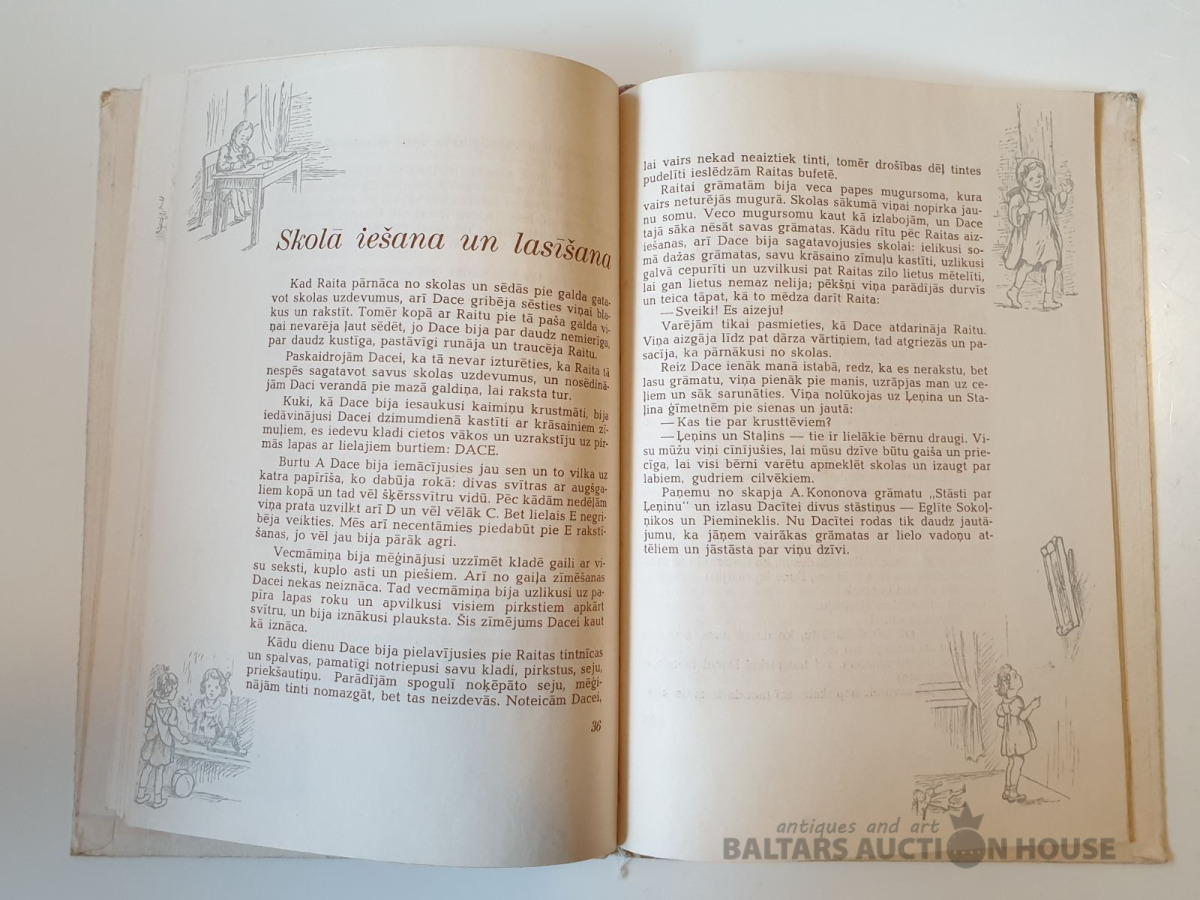 Skolā iešana un lasīšana
Kad Raita pārnāca no skolas un sēdās pie galda gata-
vot skolas uzdevumus, arī Dace gribēja sēsties viņai bla-
kus un rakstīt. Tomēr kopā ar Raitu pie tā paša galda vi-
ņai nevarēja ļaut sēdēt, jo Dace bija par daudz nemierīga,
par daudz kustīga, pastāvīgi runāja un traucēja Raitu.
Paskaidrojām Dacei, ka tā nevar izturēties, ka Raita tā
nespēs sagatavot savus skolas uzdevumus, un nosēdinā-
jām Daci verandā pie mazā galdiņa, lai raksta tur.
Kuki, kā Dace bija iesaukusi kaimiņu krustmāti, bija
iedāvinājusi Dacei dzimumdienā kastīti ar krāsainiem zī-
muļiem, es iedevu kladi cietos vākos un uzrakstīju uz pir-
mās lapas ar lielajiem burtiem: DACE.
Burtu A Dace bija iemācījusies jau sen un to vilka uz
katra papīrīša, ko dabūja rokā: divas svītras ar augšga-
liem kopā un tad vēl šķērssvītru vidū. Pēc kādām nedēļām
viņa prata uzvilkt arī D un vēl vēlāk C. Bet lielais E negri-
bēja veikties. Mēs arī necentāmies piedabūt pie E rakstī-
šanas, jo vēl jau bija pārāk agri.
Vecmāmiņa bija mēģinājusi uzzīmēt kladē gaili ar vi-
su seksti, kuplo asti un piešiem. Arī no gaiļa zīmēšanas
Dacei nekas neiznāca. Tad vecmāmiņa bija uzlikusi uz pa-
pīra lapas roku un apvilkusi visiem pirkstiem apkārt
svītru, un bija iznākusi plauksta. Šis zīmējums Dacei kaut
kā iznāca.
Kādu dienu Dace bija pielavījusies pie Raitas tintnīcas
un spalvas, pamatīgi notriepusi savu kladi, pirkstus, seju,
priekšautiņu. Parādījām spogulī noķēpāto seju, mēģi-
nājām tinti nomazgāt, bet tas neizdevās. Noteicām Dacei,
36
lai vairs nekad neaiztiek tinti, tomēr drošības dēļ tintes
pudelīti ieslēdzām Raitas bufetē.
Raitai grāmatām bija veca papes mugursoma, kura
vairs neturējās mugurā. Skolas sākumā viņai nopirka jau-
nu somu. Veco mugursomu kaut kā izlabojām, un Dace
tajā sāka nēsāt savas grāmatas. Kādu rītu pēc Raitas aiz-
iešanas, arī Dace bija sagatavojusies skolai: ielikusi so-
mā dažas grāmatas, savu krāsaino zīmuļu kastīti, uzlikusi
galvā cepurīti un uzvilkusi pat Raitas zilo lietus mētelīti,
lai gan lietus nemaz nelija; pēkšņi viņa parādījās durvīs
un teica tāpat, kā to mēdza darīt Raita:
— Sveiki! Es aizeju!
Varējām tikai pasmieties, kā Dace atdarināja Raitu.
Viņa aizgāja līdz pat dārza vārtiņiem, tad atgriezās un pa-
sacīja, ka pārnākusi no skolas.
Reiz Dace ienāk manā istabā, redz, ka es nerakstu, bet
lasu grāmatu, viņa pienāk pie manis, uzrāpjas man uz ce-
ļiem un sāk sarunāties. Viņa nolūkojas uz Ļeņina un Sta-
ļina ģīmetnēm pie sienas un jautā:
— Kas tie par krusttēviem?
— Ļeņins un Staļins — tie ir lielākie bērnu draugi. Vi-
su mūžu viņi cīnījušies, lai mūsu dzīve būtu gaiša un prie-
cīga, lai visi bērni varētu apmeklēt skolas un izaugt par
labiem, gudriem cilvēkiem.
Paņemu no skapja A. Kononova grāmatu „Stāsti par
Ļeņinu“ un izlasu Dacītei divus stāstiņus — Eglīte Sokoļ-
ņikos un Piemineklis. Nu Dacītei rodas tik daudz jautā-
jumu, ka jāņem vairākas grāmatas ar lielo vadoņu at-
tēliem un jāstāsta par viņu dzīvi.
antiques and art
BALTARS AUCTION HOUSE